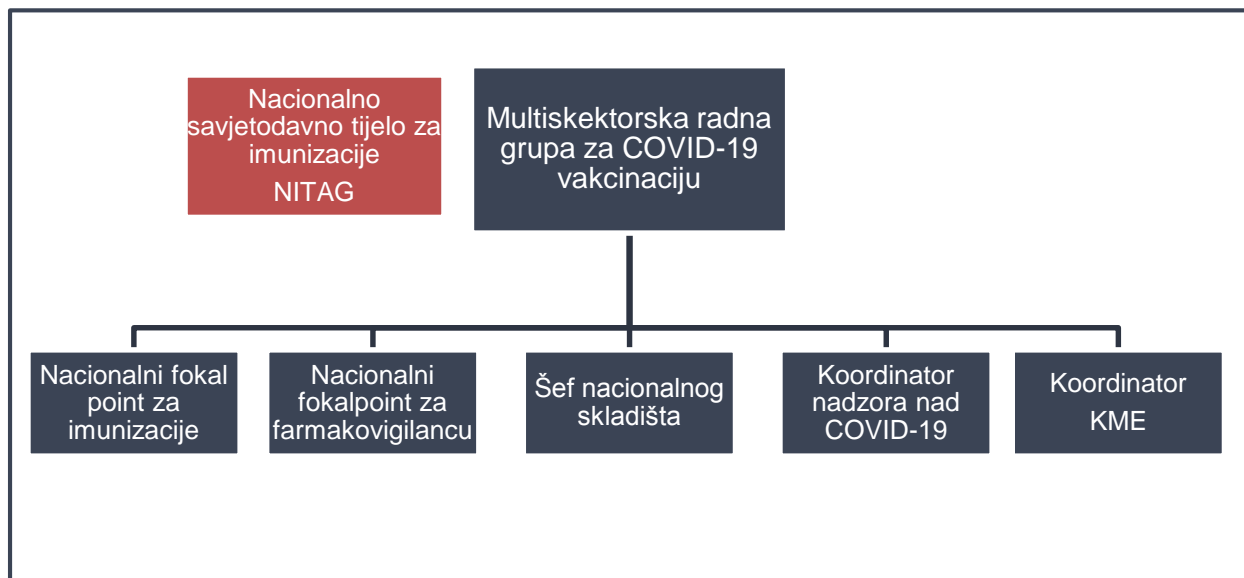 Nacionalno
savjetodavno tijelo za
imunizacije
NITAG
Multiskektorska radna
grupa za COVID-19
vakcinaciju
Nacionalni fokal
point za
imunizacije
Nacionalni
fokalpoint za
farmakovigilancu
Šef nacionalnog
skladišta
Koordinator
nadzora nad
COVID-19
Koordinator
KME